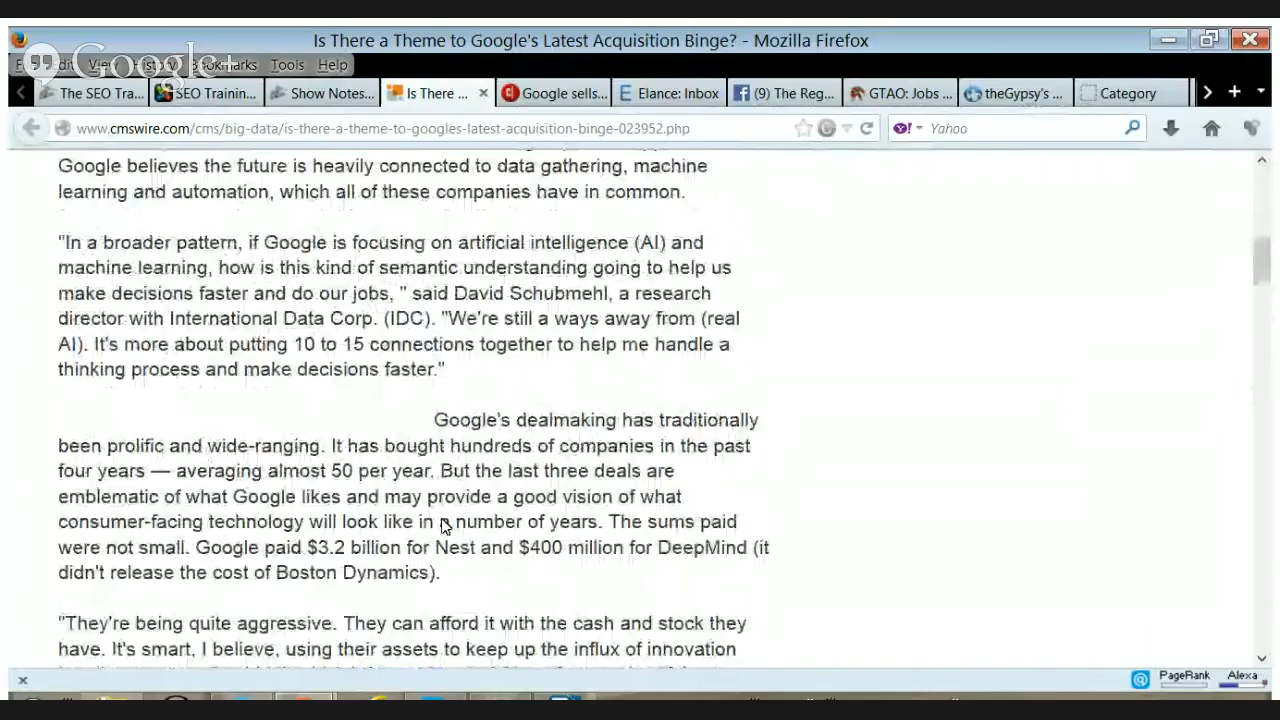 Is There a Theme to Google's Latest Acquisition Binge? - Mozilla Firefox
Google+
View History Bookmarks Tools Help
The SEO Tra... SEO Trainin... Show Notes... Is There ... Google sells... Elance: Inbox (9) The Reg... GTAO: Jobs ... theGypsy's ... Category
www.cmswire.com/cms/big-data/is-there-a-theme-to-googles-latest-acquisition-binge-023952.php Yahoo
Google believes the future is heavily connected to data gathering, machine
learning and automation, which all of these companies have in common.
"In a broader pattern, if Google is focusing on artificial intelligence (AI) and
machine learning, how is this kind of semantic understanding going to help us
make decisions faster and do our jobs, " said David Schubmehl, a research
director with International Data Corp. (IDC). "We're still a ways away from (real
AI). It's more about putting 10 to 15 connections together to help me handle a
thinking process and make decisions faster."
Google's dealmaking has traditionally
been prolific and wide-ranging. It has bought hundreds of companies in the past
four years — averaging almost 50 per year. But the last three deals are
emblematic of what Google likes and may provide a good vision of what
consumer-facing technology will look like in a number of years. The sums paid
were not small. Google paid $3.2 billion for Nest and $400 million for DeepMind (it
didn't release the cost of Boston Dynamics).
"They're being quite aggressive. They can afford it with the cash and stock they
have. It's smart, I believe, using their assets to keep up the influx of innovation
PageRank Alexa